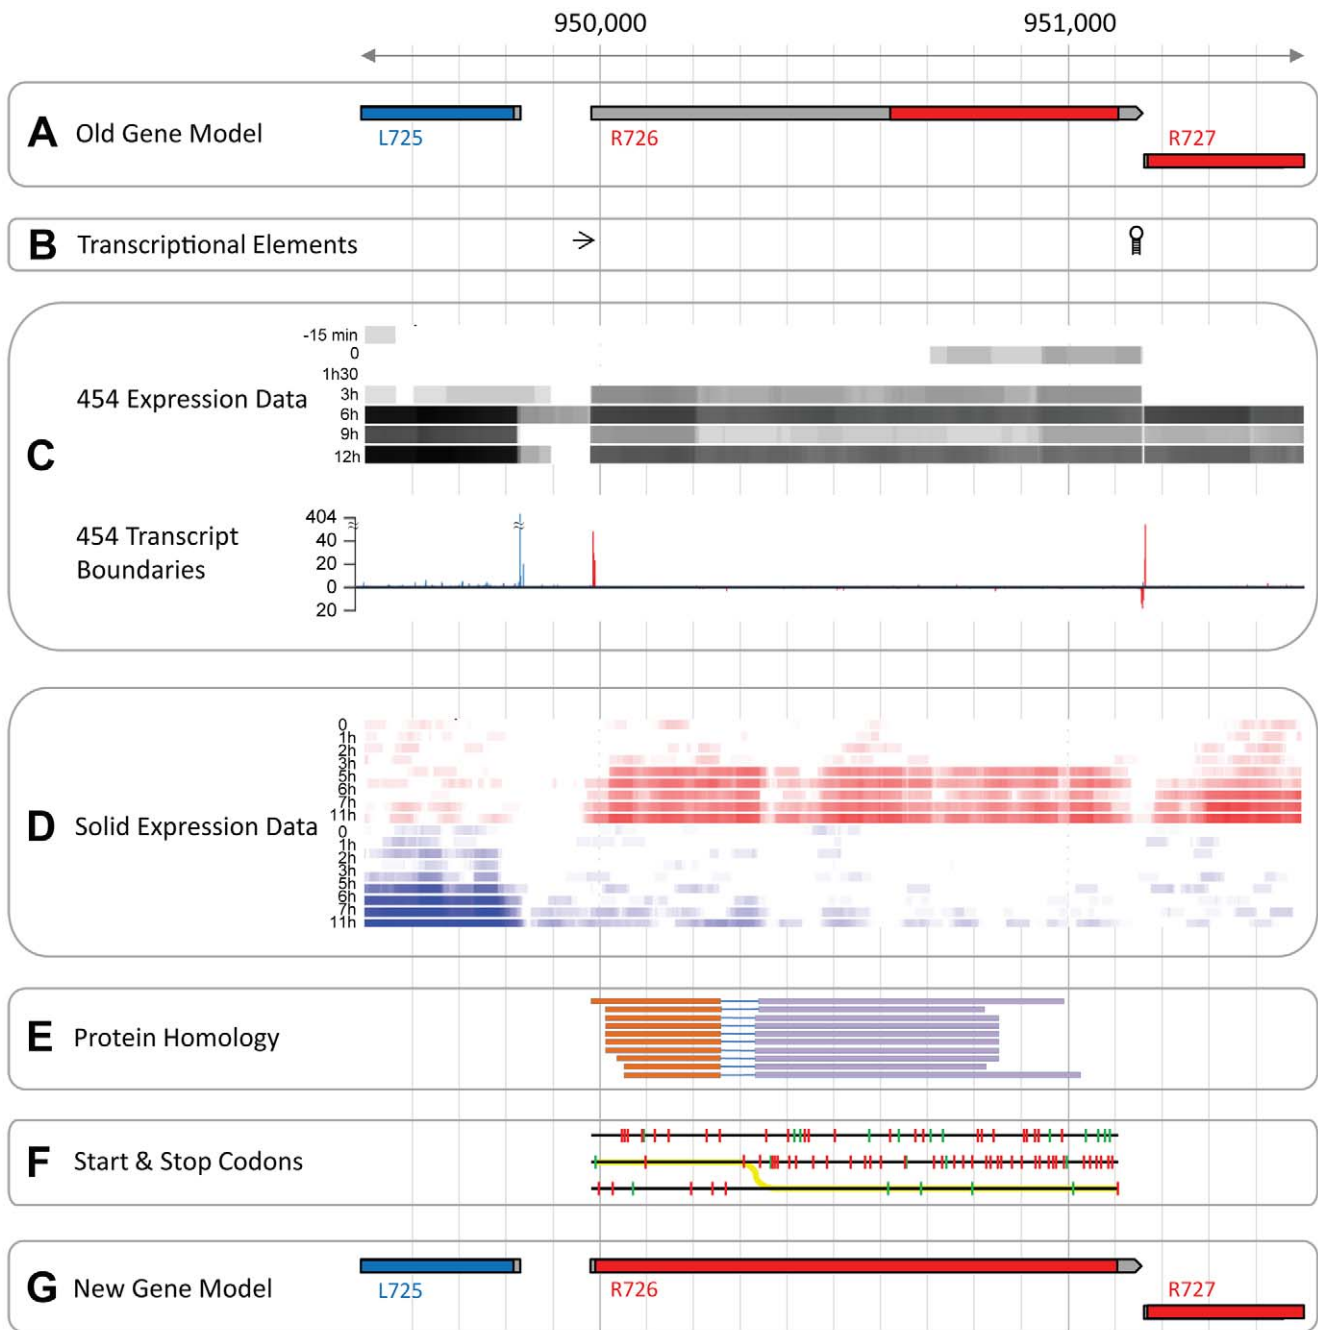 950,000 951,000
A Old Gene Model
L725 R726 R727
B Transcriptional Elements
C
454 Expression Data
-15 min
0
1h30
3h
6h
9h
12h
454 Transcript
Boundaries
404
40
20
0
20
D Solid Expression Data
0
1h
2h
3h
5h
6h
7h
11h
0
1h
2h
3h
5h
6h
7h
11h
E Protein Homology
F Start & Stop Codons
G New Gene Model
L725 R726 R727